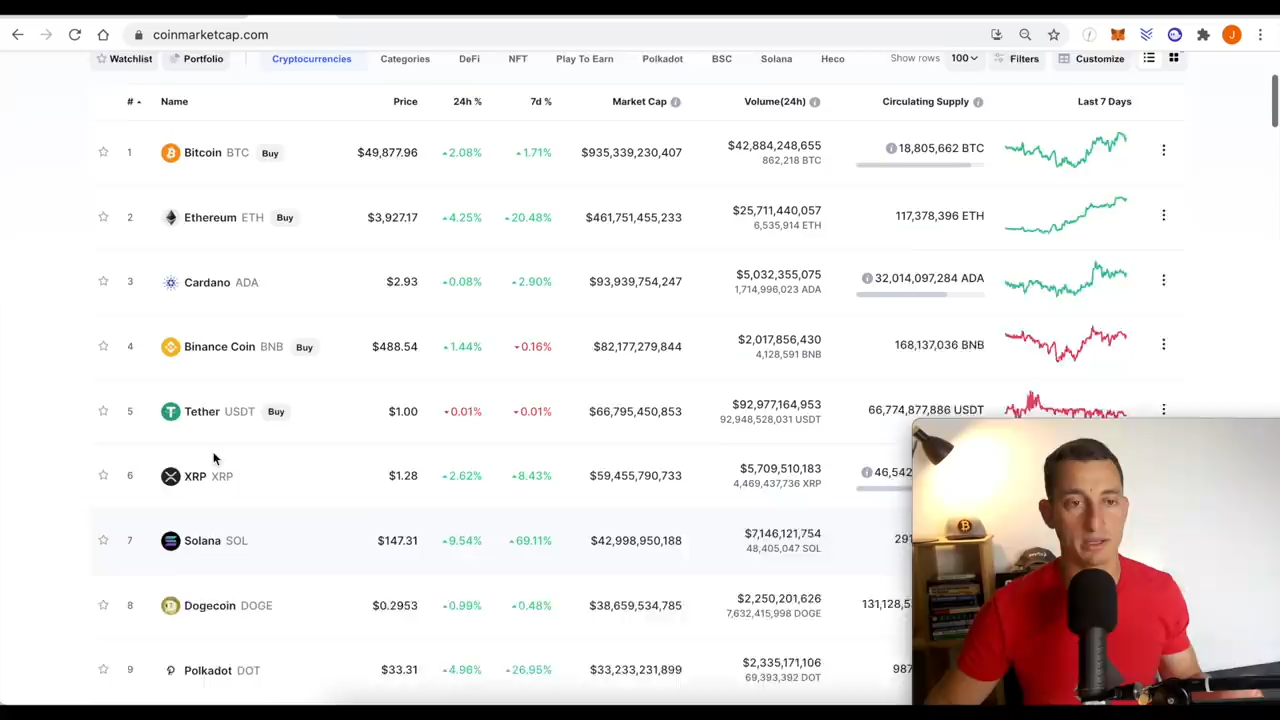 coinmarketcap.com
J
Watchlist Portfolio Cryptocurrencies Categories DeFi NFT Play To Earn Polkadot BSC Solana Heco Show rows 100 Filters Customize
# Name Price 24h % 7d % Market Cap Volume(24h) Circulating Supply Last 7 Days
1 Bitcoin BTC Buy $49,877.96 2.08% 1.71% $935,339,230,407 $42,884,248,655 18,805,662 BTC
862,218 BTC
2 Ethereum ETH Buy $3,927.17 4.25% 20.48% $461,751,455,233 $25,711,440,057 117,378,396 ETH
6,535,914 ETH
3 Cardano ADA $2.93 0.08% 2.90% $93,939,754,247 $5,032,355,075 32,014,097,284 ADA
1,714,996,023 ADA
4 Binance Coin BNB Buy $488.54 1.44% 0.16% $82,177,279,844 $2,017,856,430 168,137,036 BNB
4,128,591 BNB
5 Tether USDT Buy $1.00 0.01% 0.01% $66,795,450,853 $92,977,164,953 66,774,877,886 USDT
92,948,528,031 USDT
6 XRP XRP $1.28 2.62% 8.43% $59,455,790,733 $5,709,510,183 46,542
4,469,437,736 XRP
7 Solana SOL $147.31 9.54% 69.11% $42,998,950,188 $7,146,121,754 291
48,405,047 SOL
8 Dogecoin DOGE $0.2953 0.99% 0.48% $38,659,534,785 $2,250,201,626 131,128,5
7,632,415,998 DOGE
9 Polkadot DOT $33.31 4.96% 26.95% $33,233,231,899 $2,335,171,106 987
69,393,392 DOT